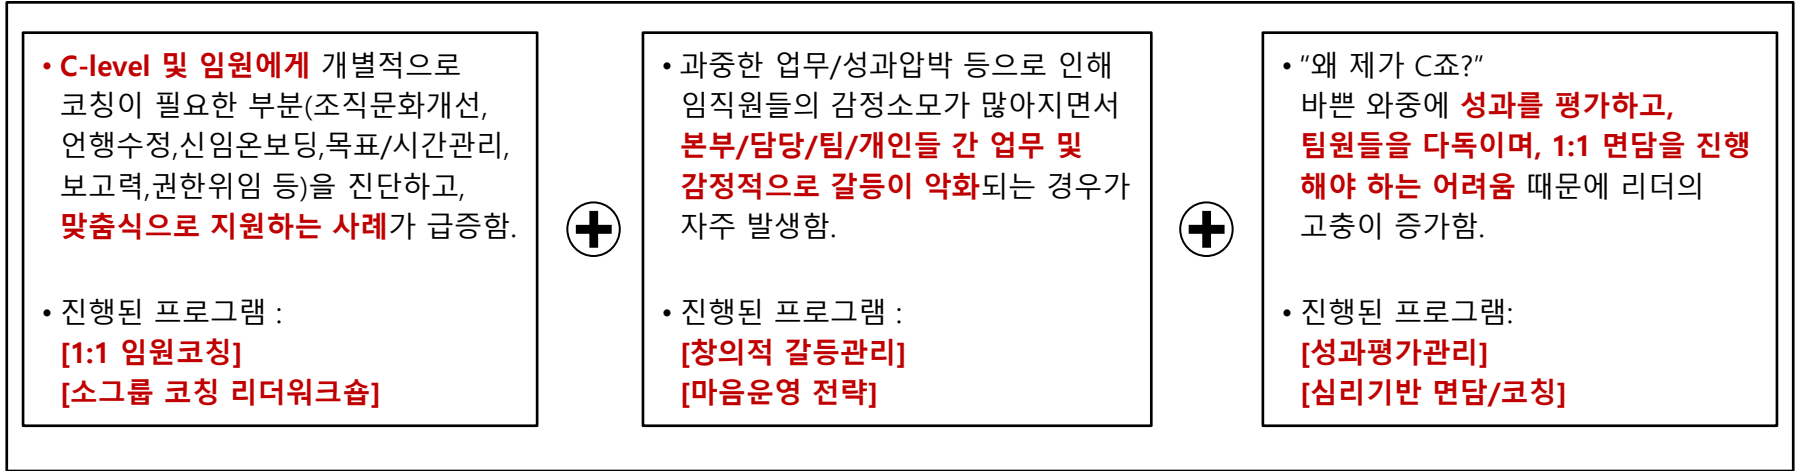 • C-level 및 임원에게 개별적으로
코칭이 필요한 부분(조직문화개선,
언행수정,신임온보딩,목표/시간관리,
보고력,권한위임 등)을 진단하고,
맞춤식으로 지원하는 사례가 급증함.
• 진행된 프로그램 :
[1:1 임원코칭]
[소그룹 코칭 리더워크숍]
• 과중한 업무/성과압박 등으로 인해
임직원들의 감정소모가 많아지면서
본부/담당/팀/개인들 간 업무 및
감정적으로 갈등이 악화되는 경우가
자주 발생함.
• 진행된 프로그램 :
[창의적 갈등관리]
[마음운영 전략]
• "왜 제가 C죠?"
바쁜 와중에 성과를 평가하고,
팀원들을 다독이며, 1:1 면담을 진행
해야 하는 어려움 때문에 리더의
고충이 증가함.
• 진행된 프로그램:
[성과평가관리]
[심리기반 면담/코칭]